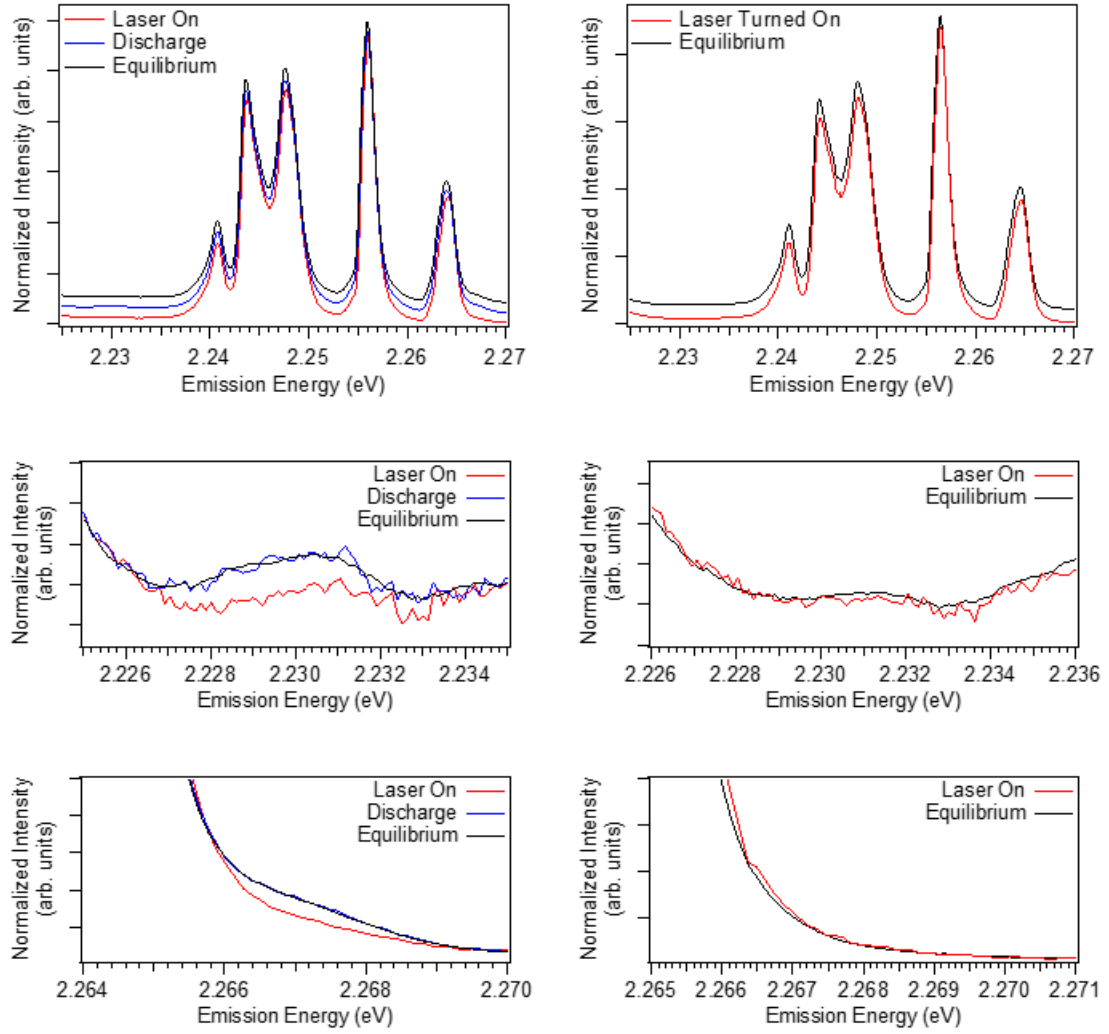 Laser On
Discharge
Equilibrium
Normalized Intensity (arb. units)
2.23 2.24 2.25 2.26 2.27
Emission Energy (eV)
Laser Turned On
Equilibrium
Normalized Intensity (arb. units)
2.23 2.24 2.25 2.26 2.27
Emission Energy (eV)
Laser On
Discharge
Equilibrium
Normalized Intensity
(arb. units)
2.226 2.228 2.230 2.233 2.235
Emission Energy (eV)
Laser On
Equilibrium
Normalized Intensity
(arb. units)
2.226 2.228 2.230 2.232 2.234 2.236
Emission Energy (eV)
Laser On
Discharge
Equilibrium
Normalized Intensity
(arb. units)
2.264 2.266 2.268 2.270
Emission Energy (eV)
Laser On
Equilibrium
Normalized Intensity
(arb. units)
2.265 2.266 2.267 2.268 2.269 2.270 2.271
Emission Energy (eV)